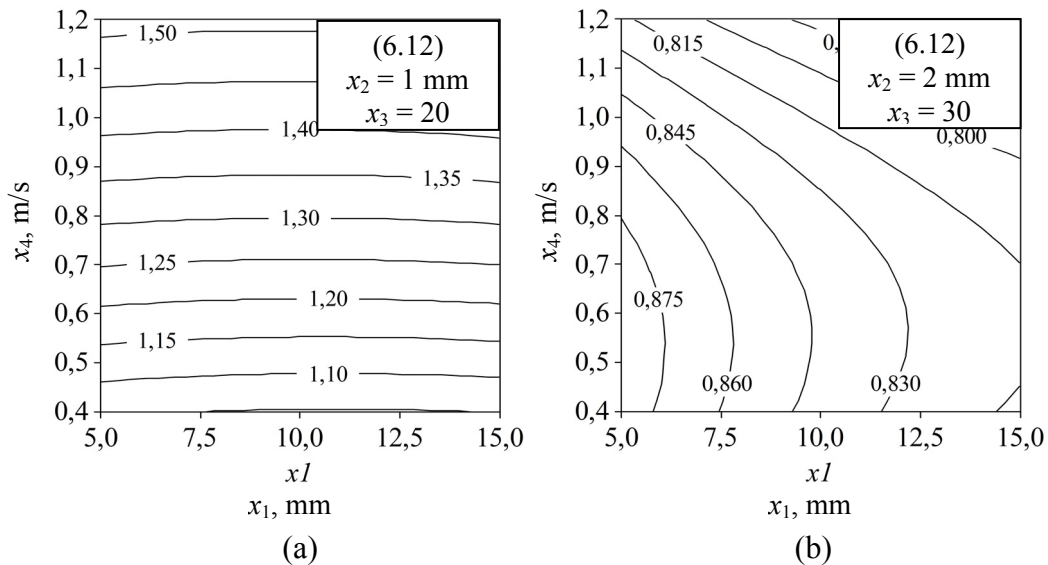 1,2
1,1
1,0
0,9
0,8
0,7
0,6
0,5
0,4
x4, m/s
1,50
1,40
1,35
1,30
1,25
1,20
1,15
1,10
(6.12)
x2 = 1 mm
x3 = 20
5,0 7,5 10,0 12,5 15,0
x1
x1, mm
(a)
1,2
1,1
1,0
0,9
0,8
0,7
0,6
0,5
0,4
x4, m/s
0,815
0,845
0,800
0,875
0,860
0,830
(6.12)
x2 = 2 mm
x3 = 30
5,0 7,5 10,0 12,5 15,0
x1
x1, mm
(b)